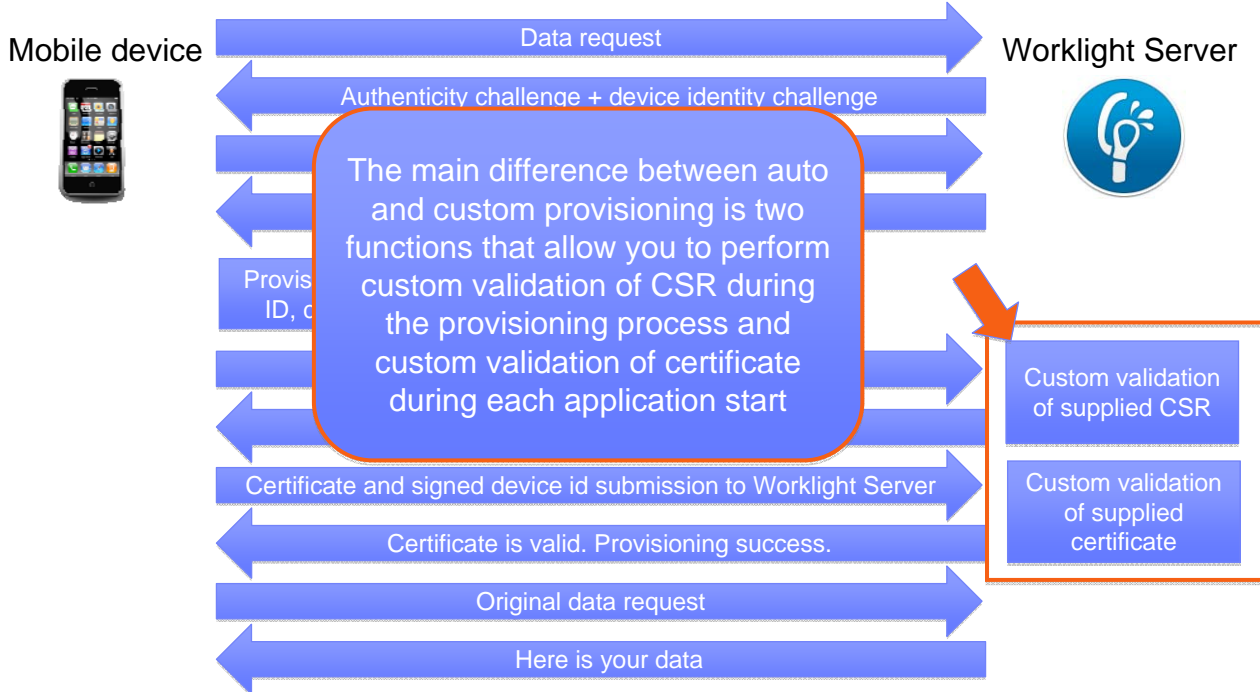 Data request
Mobile device
Worklight Server
Authenticity challenge + device identity challenge
The main difference between auto
and custom provisioning is two
functions that allow you to perform
custom validation of CSR during
the provisioning process and
custom validation of certificate
during each application start
ID,
Custom validation
of supplied CSR
Certificate and signed device id submission to Worklight Server
Custom validation
of supplied
certificate
Certificate is valid. Provisioning success.
Original data request
Here is your data